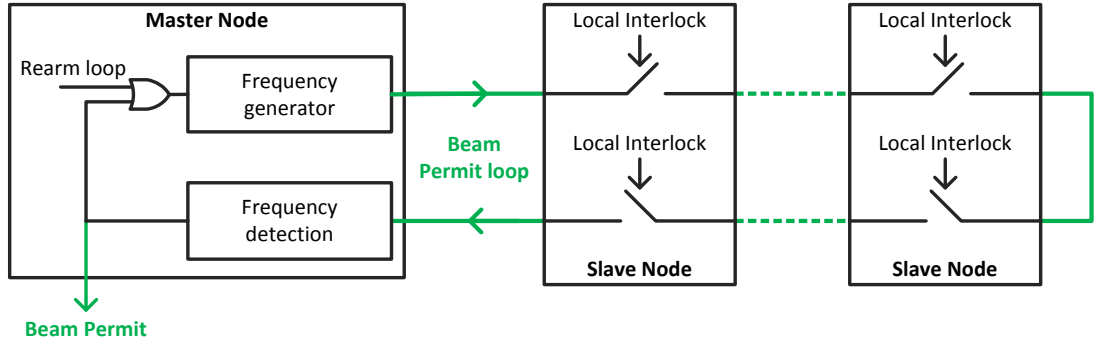 Master Node
Rearm loop
Frequency
generator
Frequency
detection
Beam Permit
Beam
Permit loop
Local Interlock
Local Interlock
Slave Node
Local Interlock
Local Interlock
Slave Node